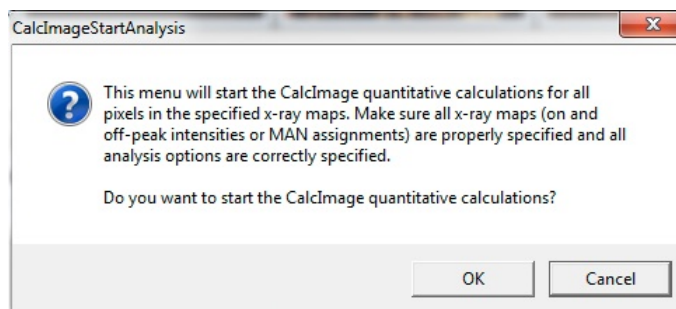 CalcImageStartAnalysis
This menu will start the CalcImage quantitative calculations for all
pixels in the specified x-ray maps. Make sure all x-ray maps (on and
off-peak intensities or MAN assignments) are properly specified and all
analysis options are correctly specified.
Do you want to start the CalcImage quantitative calculations?
OK
Cancel